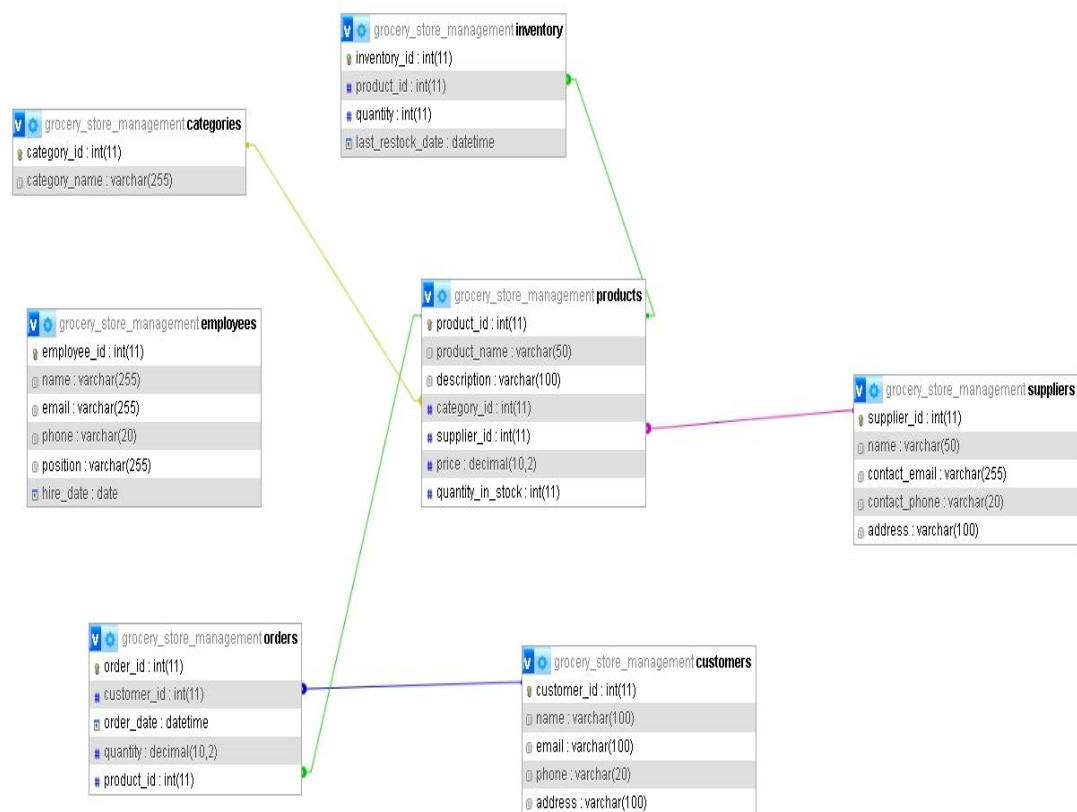 grocery_store_management inventory
inventory_id : int(11)
product_id : int(11)
quantity : int(11)
last_restock_date : datetime
grocery_store_management categories
category_id : int(11)
category_name : varchar(255)
grocery_store_management products
product_id : int(11)
product_name : varchar(50)
description : varchar(100)
category_id : int(11)
supplier_id : int(11)
price : decimal(10,2)
quantity_in_stock : int(11)
grocery_store_management employees
employee_id : int(11)
name : varchar(255)
email : varchar(255)
phone : varchar(20)
position : varchar(255)
hire_date : date
grocery_store_management suppliers
supplier_id : int(11)
name : varchar(50)
contact_email : varchar(255)
contact_phone : varchar(20)
address : varchar(100)
grocery_store_management orders
order_id : int(11)
customer_id : int(11)
order_date : datetime
quantity : decimal(10,2)
product_id : int(11)
grocery_store_management customers
customer_id : int(11)
name : varchar(100)
email : varchar(100)
phone : varchar(20)
address : varchar(100)